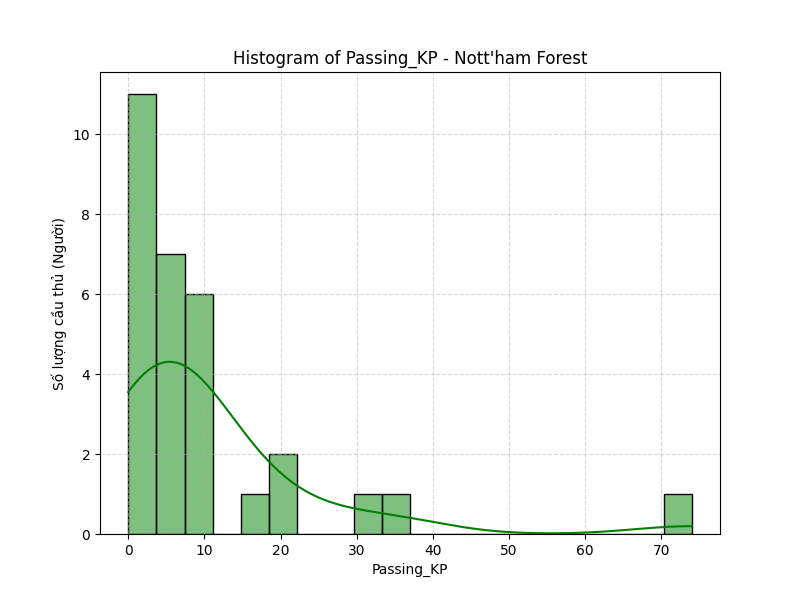 Histogram of Passing_KP - Nott'ham Forest
Số lượng cầu thủ (Người)
10
8
6
4
2
0
0 10 20 30 40 50 60 70
Passing_KP